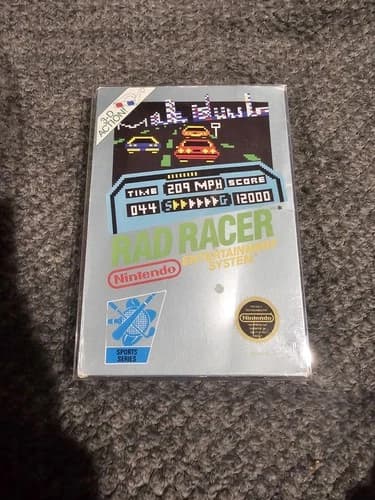 3-D
ACTION!
TIME 209 MPH SCORE
044 S▶▶▶▶▶▶G 12000
RAD RACER
Nintendo
ENTERTAINMENT
SYSTEM
SPORTS
SERIES
Nintendo